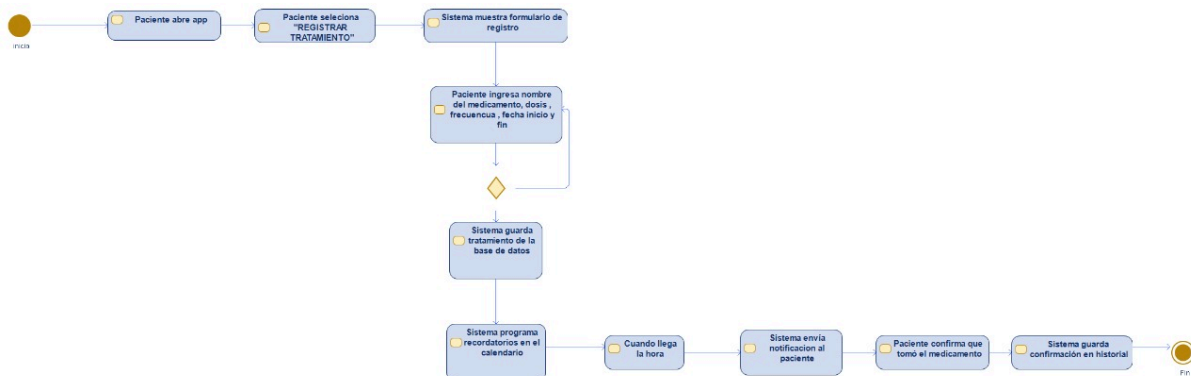 Paciente abre app
Paciente seleciona
"REGISTRAR
TRATAMIENTO"
Sistema muestra formulario de
registro
Inicia
Paciente ingresa nombre
del medicamento, dosis ,
frecuencua , fecha inicio y
fin
Sistema guarda
tratamiento de la
base de datos
Sistema programa
recordatorios en el
calendario
Cuando llega
la hora
Sistema envía
notificacion al
paciente
Paciente confirma que
tomó el medicamento
Sistema guarda
confirmación en historial
Fin